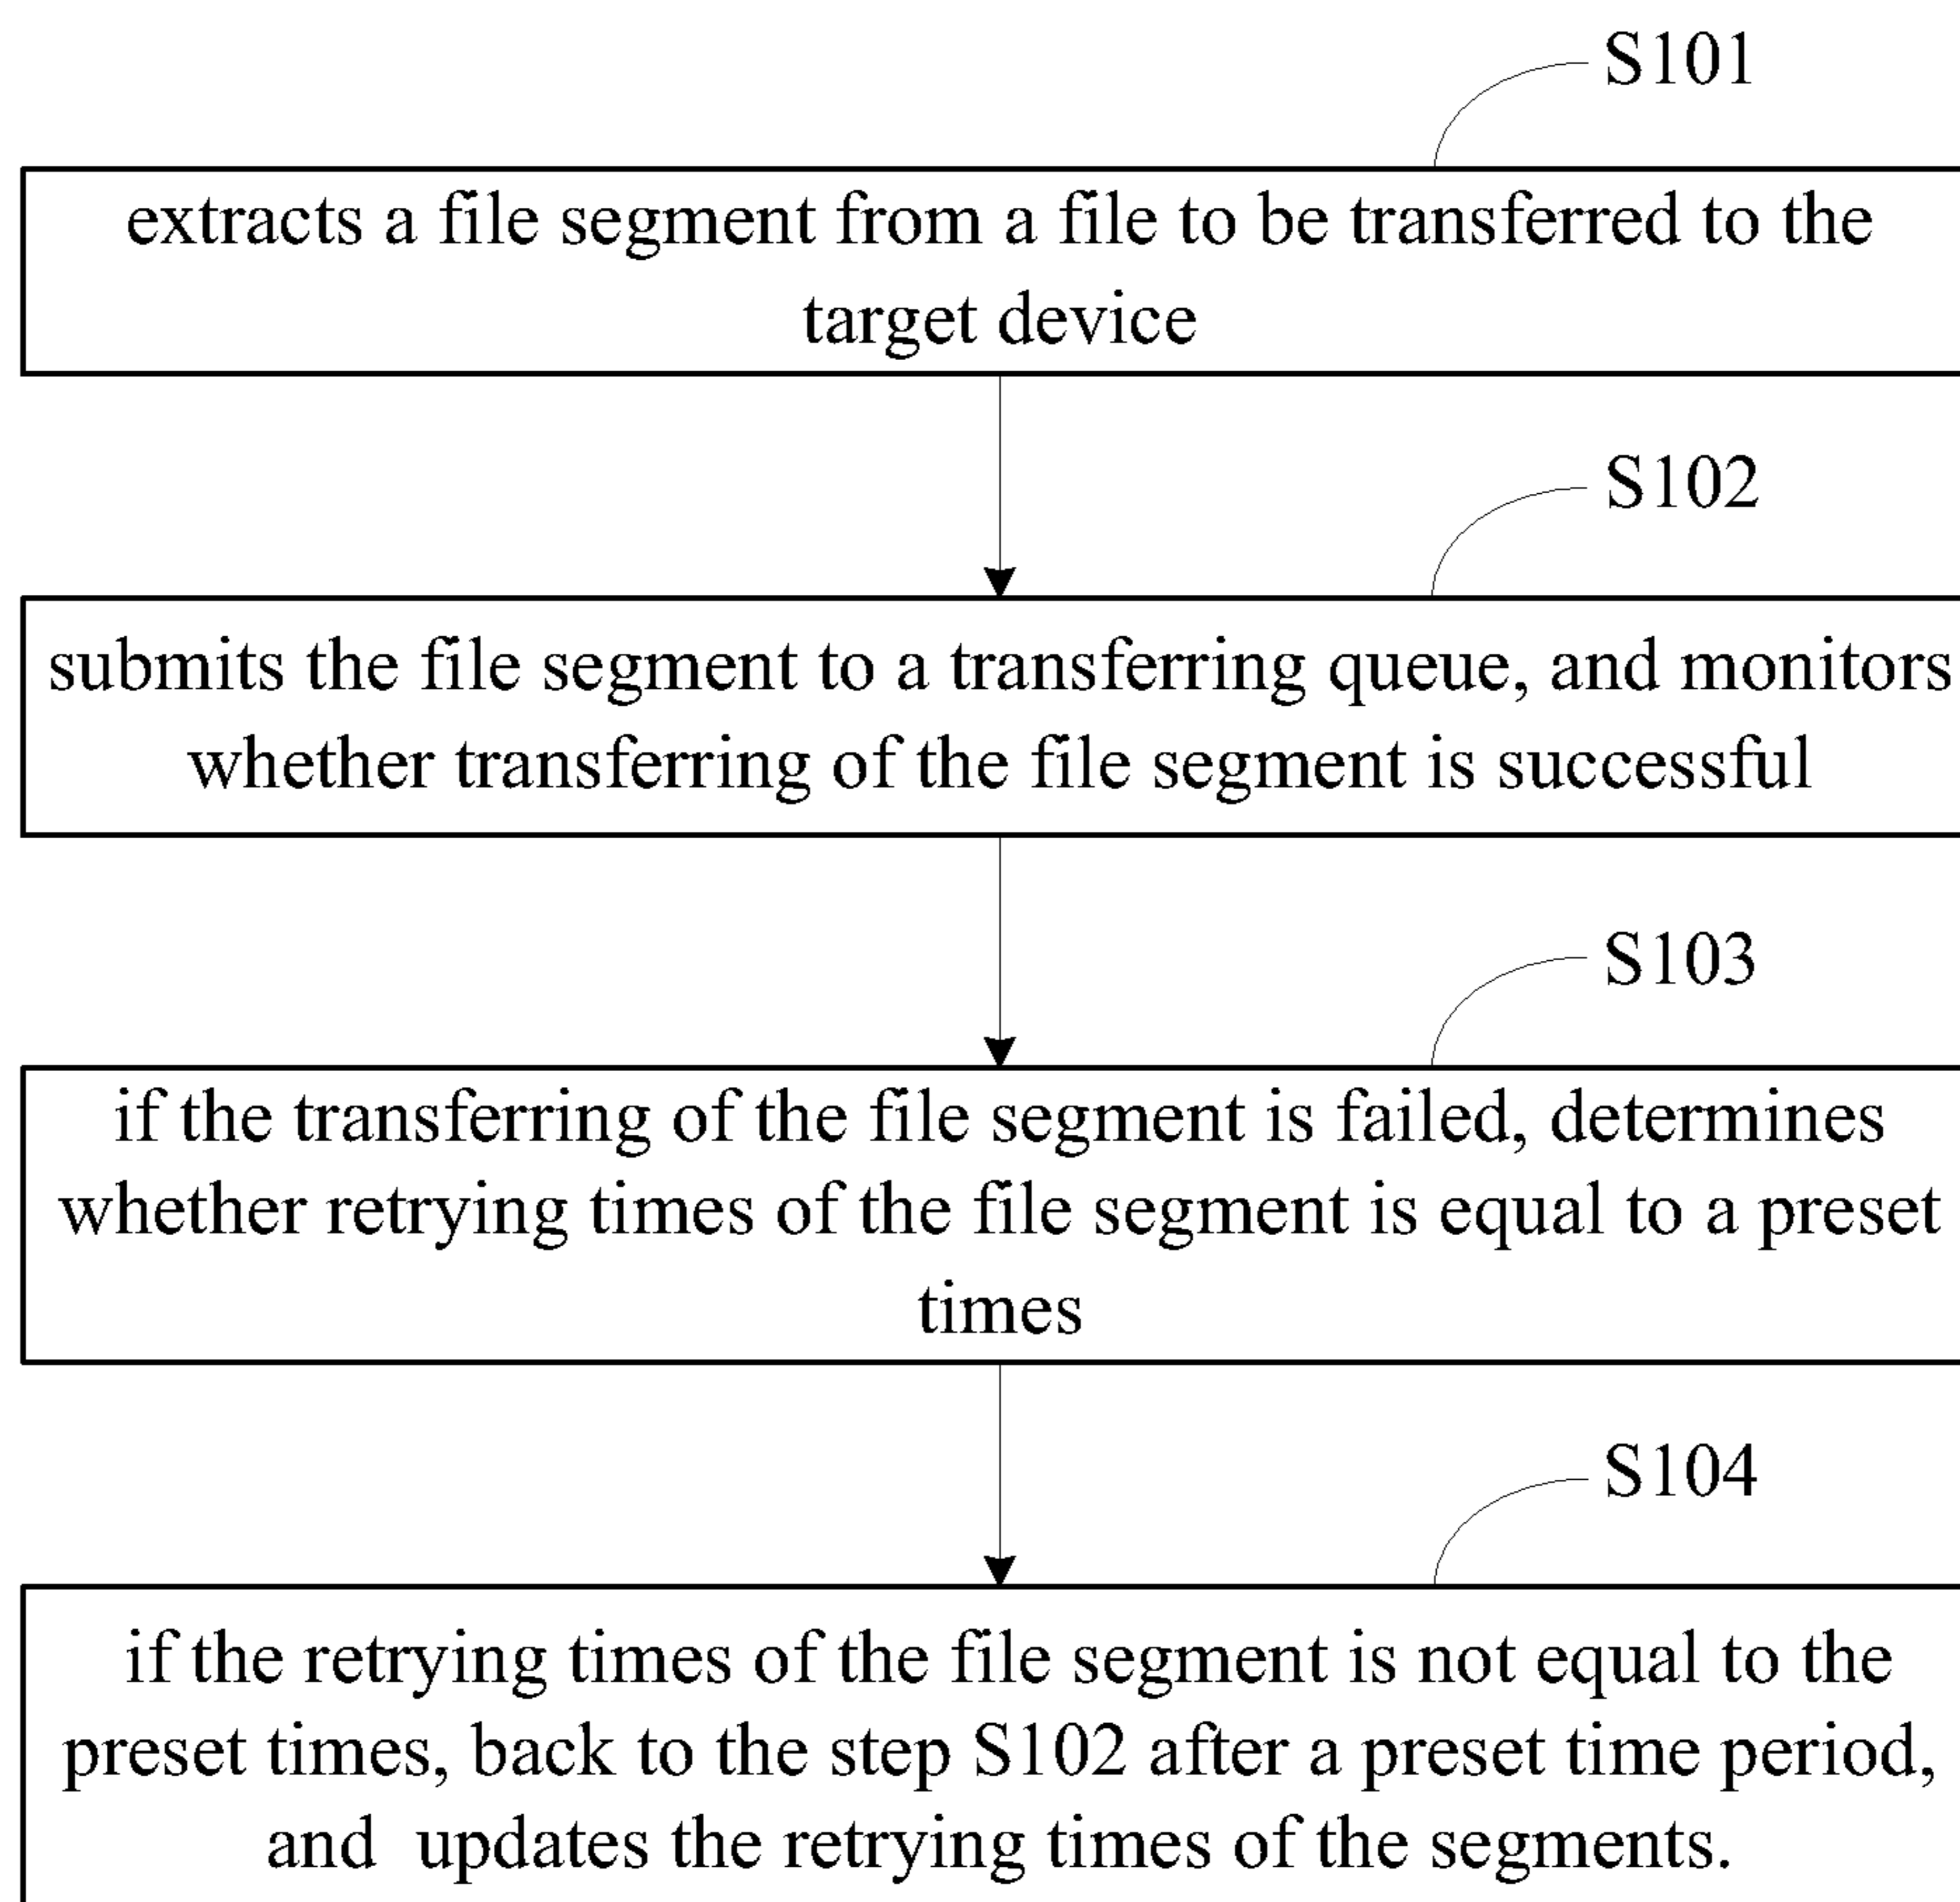 S101
extracts a file segment from a file to be transferred to the
target device
S102
submits the file segment to a transferring queue, and monitors
whether transferring of the file segment is successful
S103
if the transferring of the file segment is failed, determines
whether retrying times of the file segment is equal to a preset
times
S104
if the retrying times of the file segment is not equal to the
preset times, back to the step S102 after a preset time period,
and updates the retrying times of the segments.